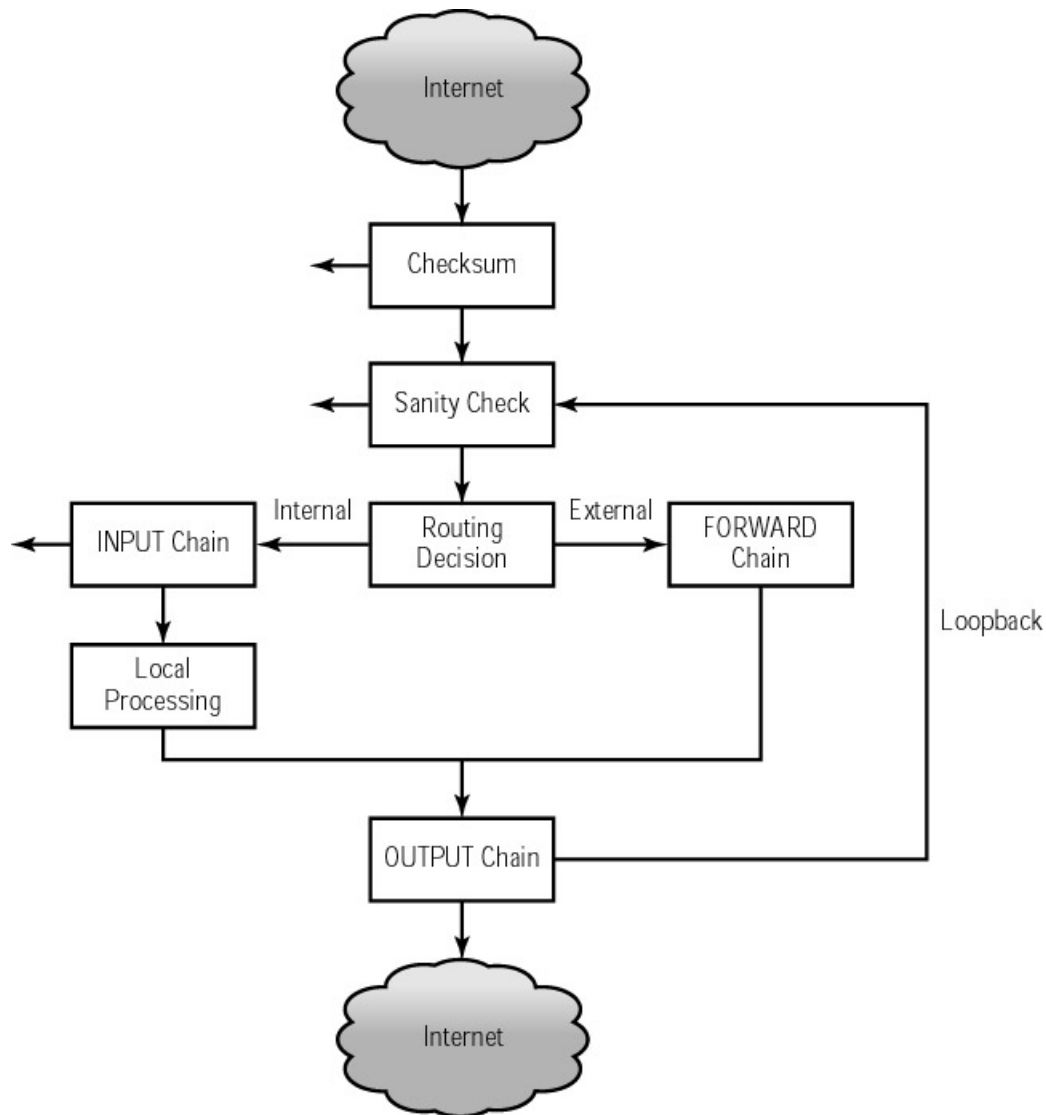 Internet
Checksum
Sanity Check
Internal
External
INPUT Chain
Routing
Decision
FORWARD
Chain
Loopback
Local
Processing
OUTPUT Chain
Internet